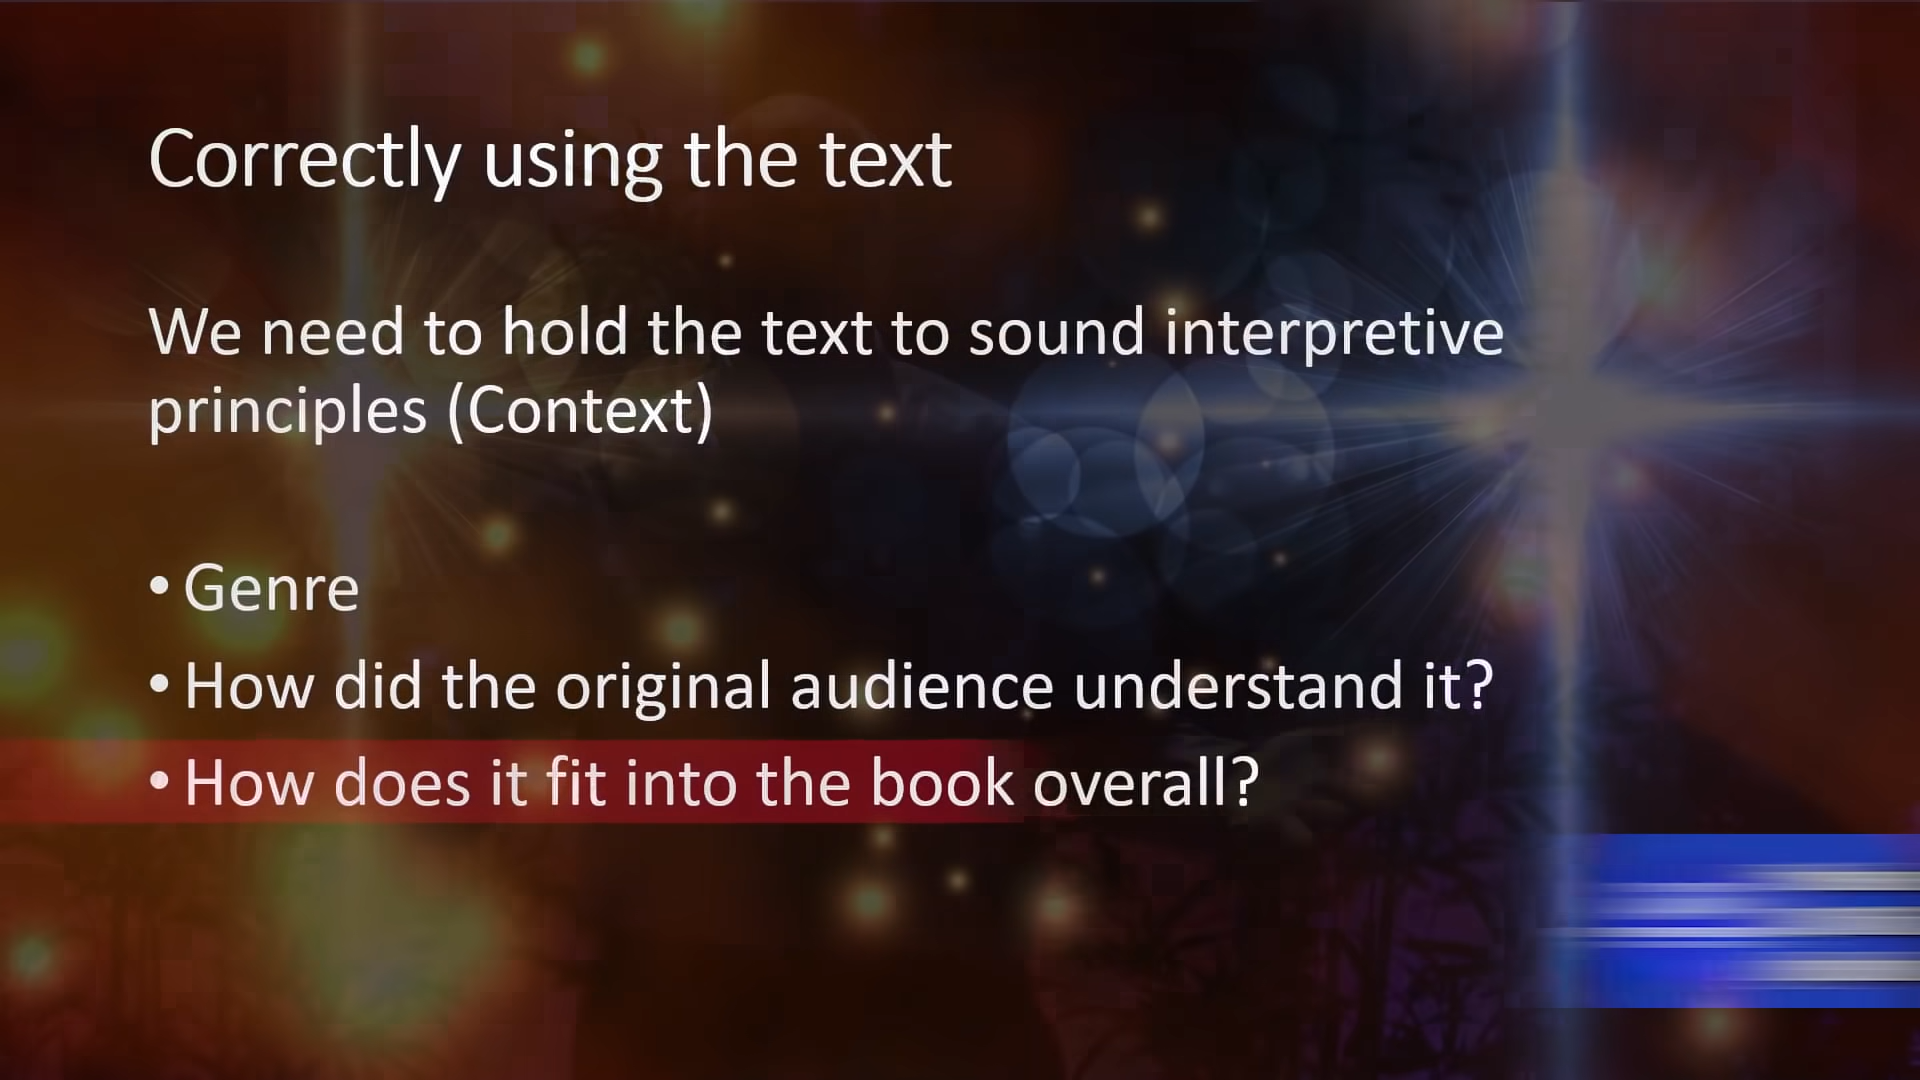 Correctly using the text
We need to hold the text to sound interpretive
principles (Context)
• Genre
• How did the original audience understand it?
• How does it fit into the book overall?